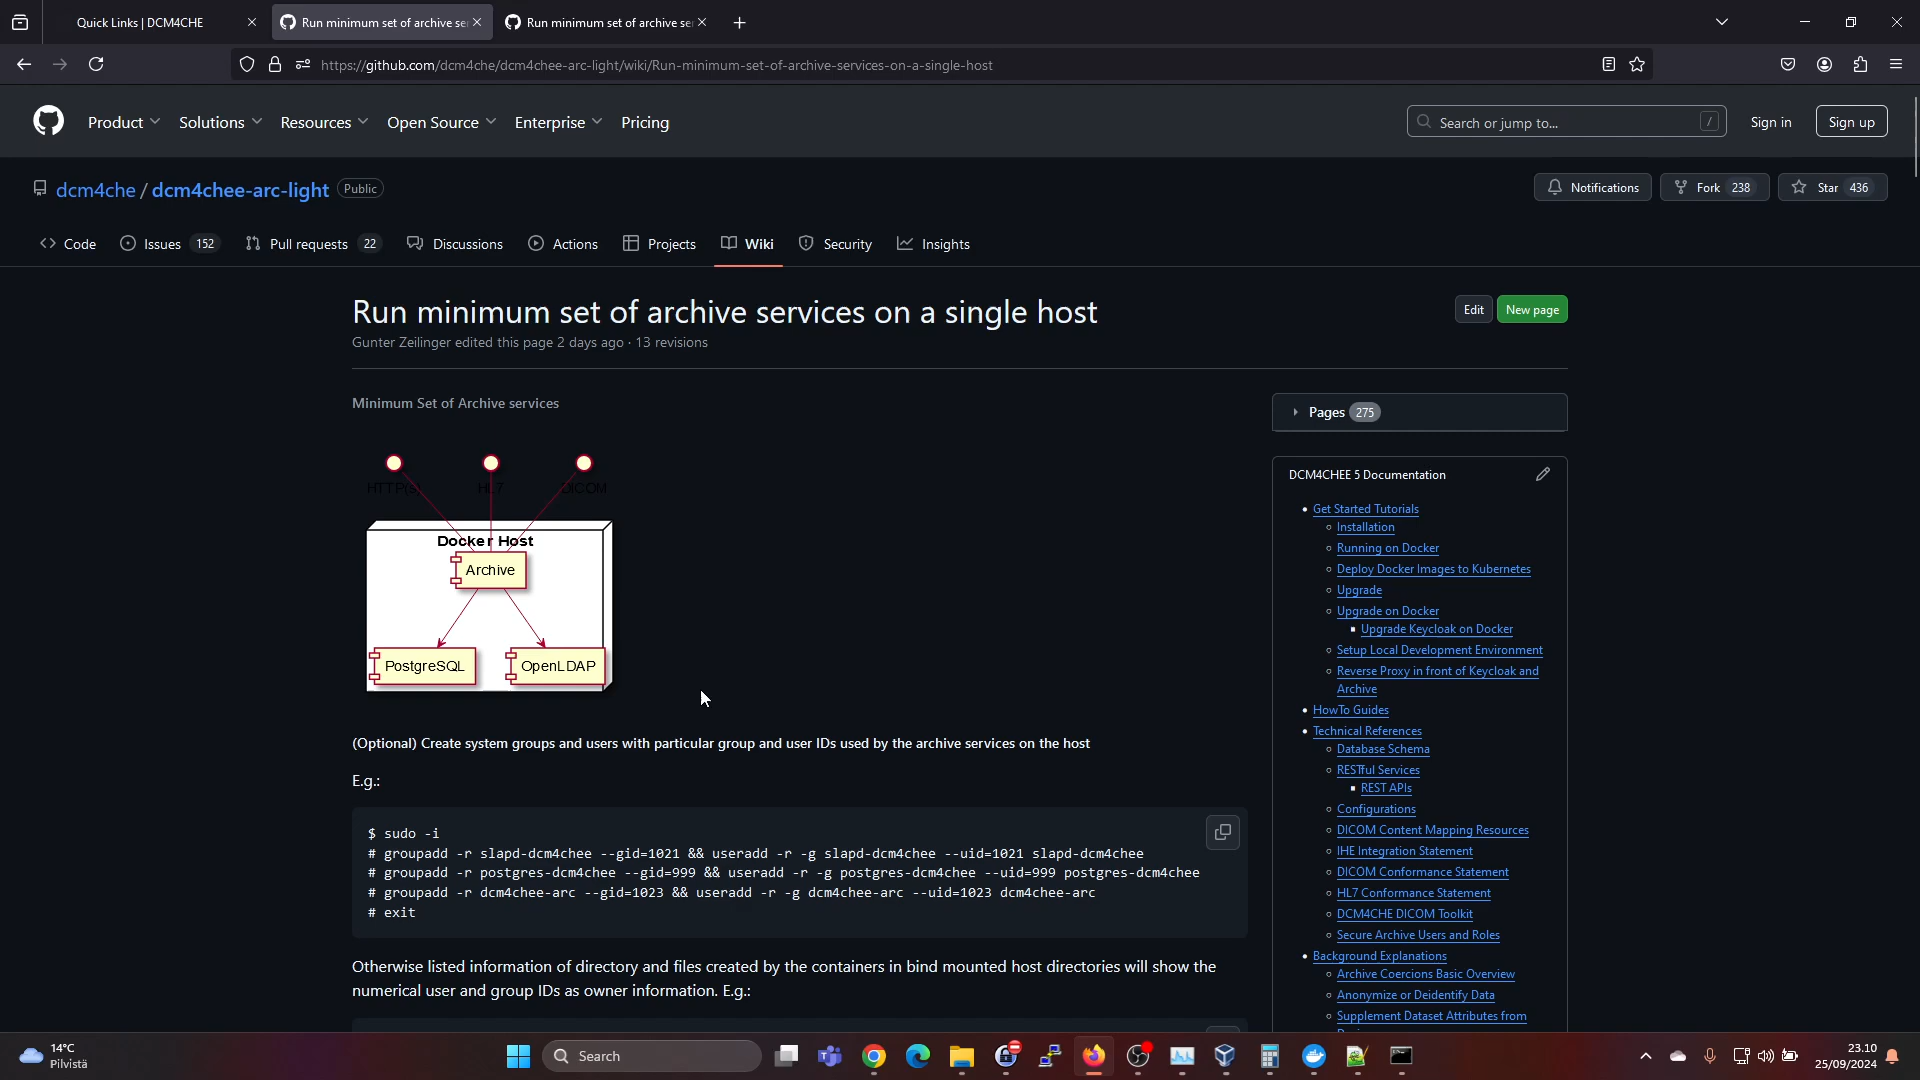 Quick Links | DCM4CHE
Run minimum set of archive se
Run minimum set of archive se
https://github.com/dcm4che/dcm4chee-arc-light/wiki/Run-minimum-set-of-archive-services-on-a-single-host
Product
Solutions
Resources
Open Source
Enterprise
Pricing
Search or jump to...
/
Sign in
Sign up
dcm4che / dcm4chee-arc-light
Public
Notifications
Fork 238
Star 436
Code
Issues 152
Pull requests 22
Discussions
Actions
Projects
Wiki
Security
Insights
Run minimum set of archive services on a single host
Edit
New page
Gunter Zeilinger edited this page 2 days ago · 13 revisions
Minimum Set of Archive services
HTTP(S)
HL7
DICOM
Docker Host
Archive
PostgreSQL
OpenLDAP
(Optional) Create system groups and users with particular group and user IDs used by the archive services on the host
E.g.:
$ sudo -i
# groupadd -r slapd-dcm4chee --gid=1021 && useradd -r -g slapd-dcm4chee --uid=1021 slapd-dcm4chee
# groupadd -r postgres-dcm4chee --gid=999 && useradd -r -g postgres-dcm4chee --uid=999 postgres-dcm4chee
# groupadd -r dcm4chee-arc --gid=1023 && useradd -r -g dcm4chee-arc --uid=1023 dcm4chee-arc
# exit
Otherwise listed information of directory and files created by the containers in bind mounted host directories will show the
numerical user and group IDs as owner information. E.g.:
Pages 275
DCM4CHEE 5 Documentation
Get Started Tutorials
Installation
Running on Docker
Deploy Docker Images to Kubernetes
Upgrade
Upgrade on Docker
Upgrade Keycloak on Docker
Setup Local Development Environment
Reverse Proxy in front of Keycloak and
Archive
HowTo Guides
Technical References
Database Schema
RESTful Services
REST APIs
Configurations
DICOM Content Mapping Resources
IHE Integration Statement
DICOM Conformance Statement
HL7 Conformance Statement
DCM4CHE DICOM Toolkit
Secure Archive Users and Roles
Background Explanations
Archive Coercions Basic Overview
Anonymize or Deidentify Data
Supplement Dataset Attributes from
14°C
Pilvistä
Search
23.10
25/09/2024